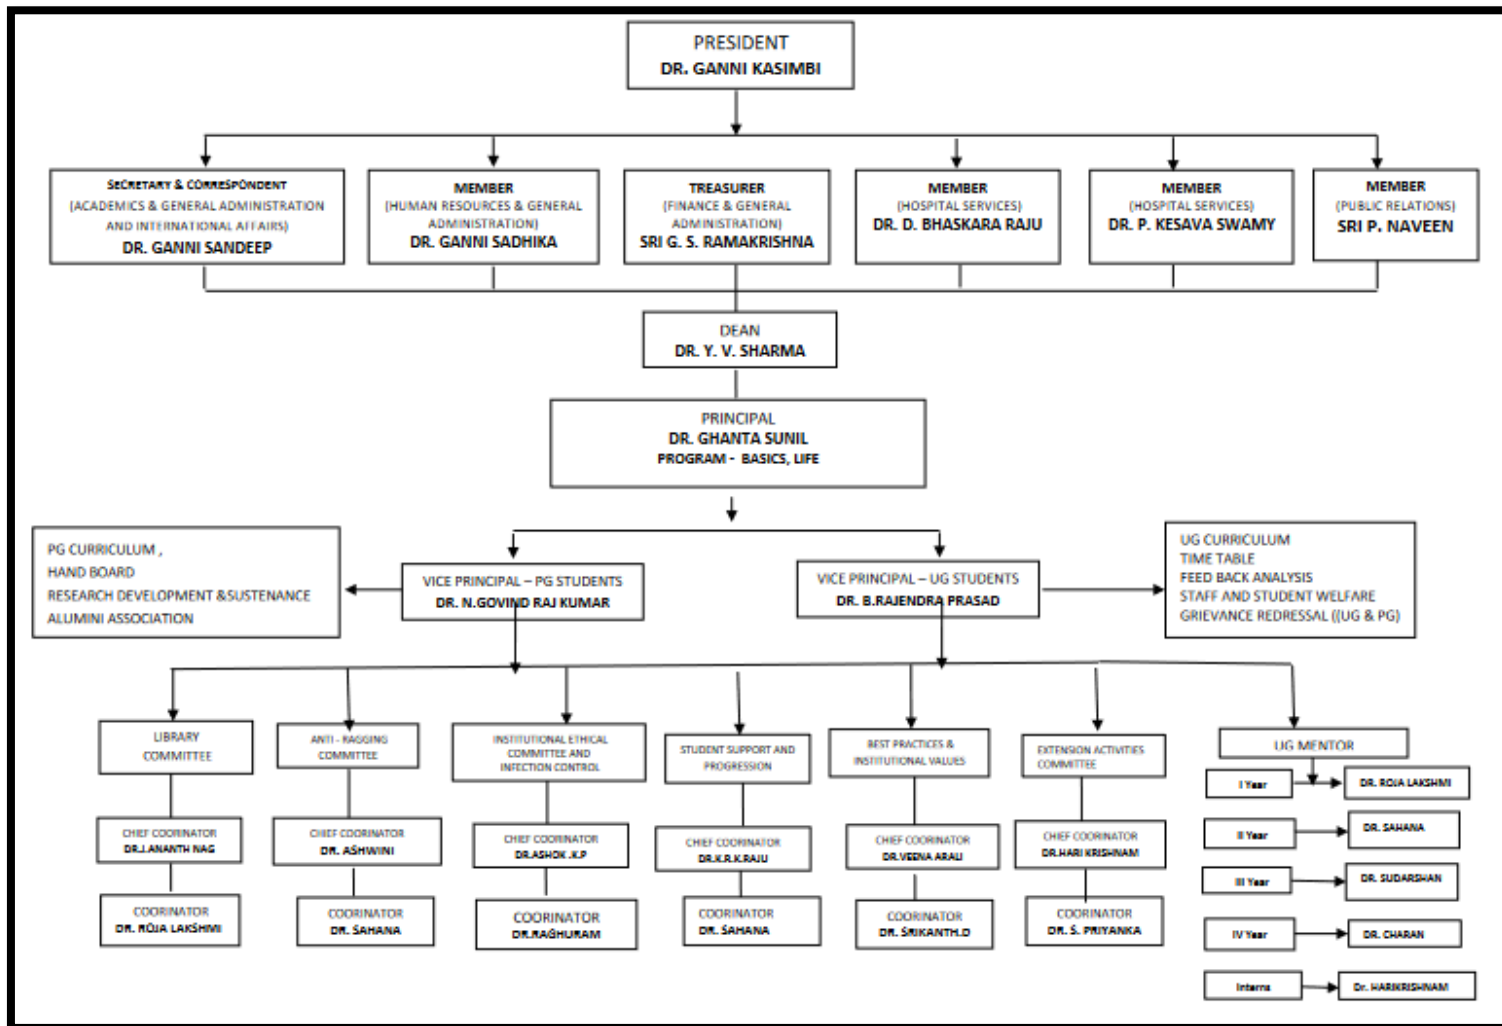 PRESIDENT
DR. GANNI KASIMBI
SECRETARY & CORRESPONDENT
(ACADEMICS & GENERAL ADMINISTRATION
AND INTERNATIONAL AFFAIRS)
DR. GANNI SANDEEP
MEMBER
(HUMAN RESOURCES & GENERAL
ADMINISTRATION)
DR. GANNI SADHIKA
TREASURER
(FINANCE & GENERAL
ADMINISTRATION)
SRI G. S. RAMAKRISHNA
MEMBER
(HOSPITAL SERVICES)
DR. D. BHASKARA RAJU
MEMBER
(HOSPITAL SERVICES)
DR. P. KESAVA SWAMY
MEMBER
(PUBLIC RELATIONS)
SRI P. NAVEEN
DEAN
DR. Y. V. SHARMA
PRINCIPAL
DR. GHANTA SUNIL
PROGRAM - BASICS, LIFE
PG CURRICULUM ,
HAND BOARD
RESEARCH DEVELOPMENT &SUSTENANCE
ALUMINI ASSOCIATION
VICE PRINCIPAL – PG STUDENTS
DR. N.GOVIND RAJ KUMAR
VICE PRINCIPAL – UG STUDENTS
DR. B.RAJENDRA PRASAD
UG CURRICULUM
TIME TABLE
FEED BACK ANALYSIS
STAFF AND STUDENT WELFARE
GRIEVANCE REDRESSAL ((UG & PG)
LIBRARY
COMMITTEE
ANTI - RAGGING
COMMITTEE
INSTITUTIONAL ETHICAL
COMMITTEE AND
INFECTION CONTROL
STUDENT SUPPORT AND
PROGRESSION
BEST PRACTICES &
INSTITUTIONAL VALUES
EXTENSION ACTIVITIES
COMMITTEE
UG MENTOR
CHIEF COORINATOR
DR.J.ANANTH NAG
CHIEF COORINATOR
DR. ASHWINI
CHIEF COORINATOR
DR.ASHOK .K.P
CHIEF COORINATOR
DR.K.R.K.RAJU
CHIEF COORINATOR
DR.VEENA ARALI
CHIEF COORINATOR
DR.HARI KRISHNAM
COORINATOR
DR. ROJA LAKSHMI
COORINATOR
DR. SAHANA
COORINATOR
DR.RAGHURAM
COORINATOR
DR. SAHANA
COORINATOR
DR. SRIKANTH.D
COORINATOR
DR. S. PRIYANKA
I Year
DR. ROJA LAKSHMI
II Year
DR. SAHANA
III Year
DR. SUDARSHAN
IV Year
DR. CHARAN
Interns
Dr. HARIKRISHNAM